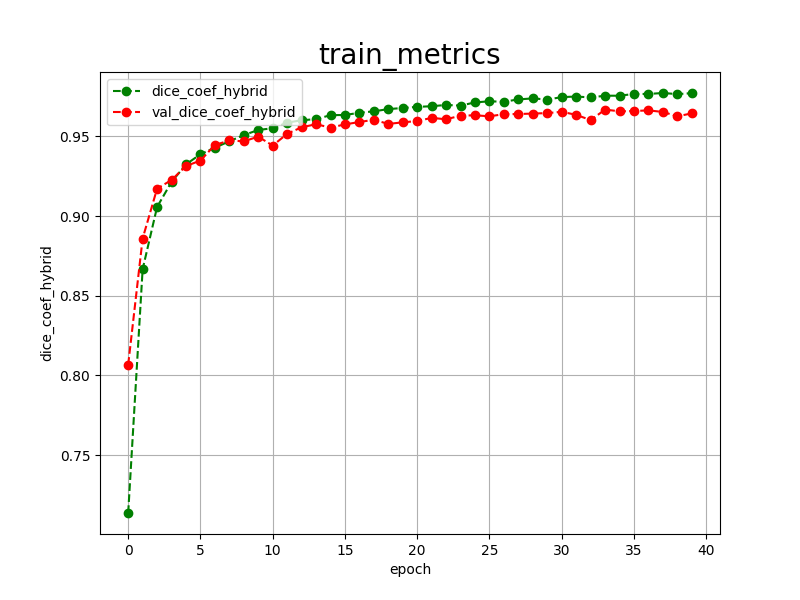 train_metrics
dice_coef_hybrid
val_dice_coef_hybrid
0.95
0.90
0.85
0.80
0.75
dice_coef_hybrid
0 5 10 15 20 25 30 35 40
epoch